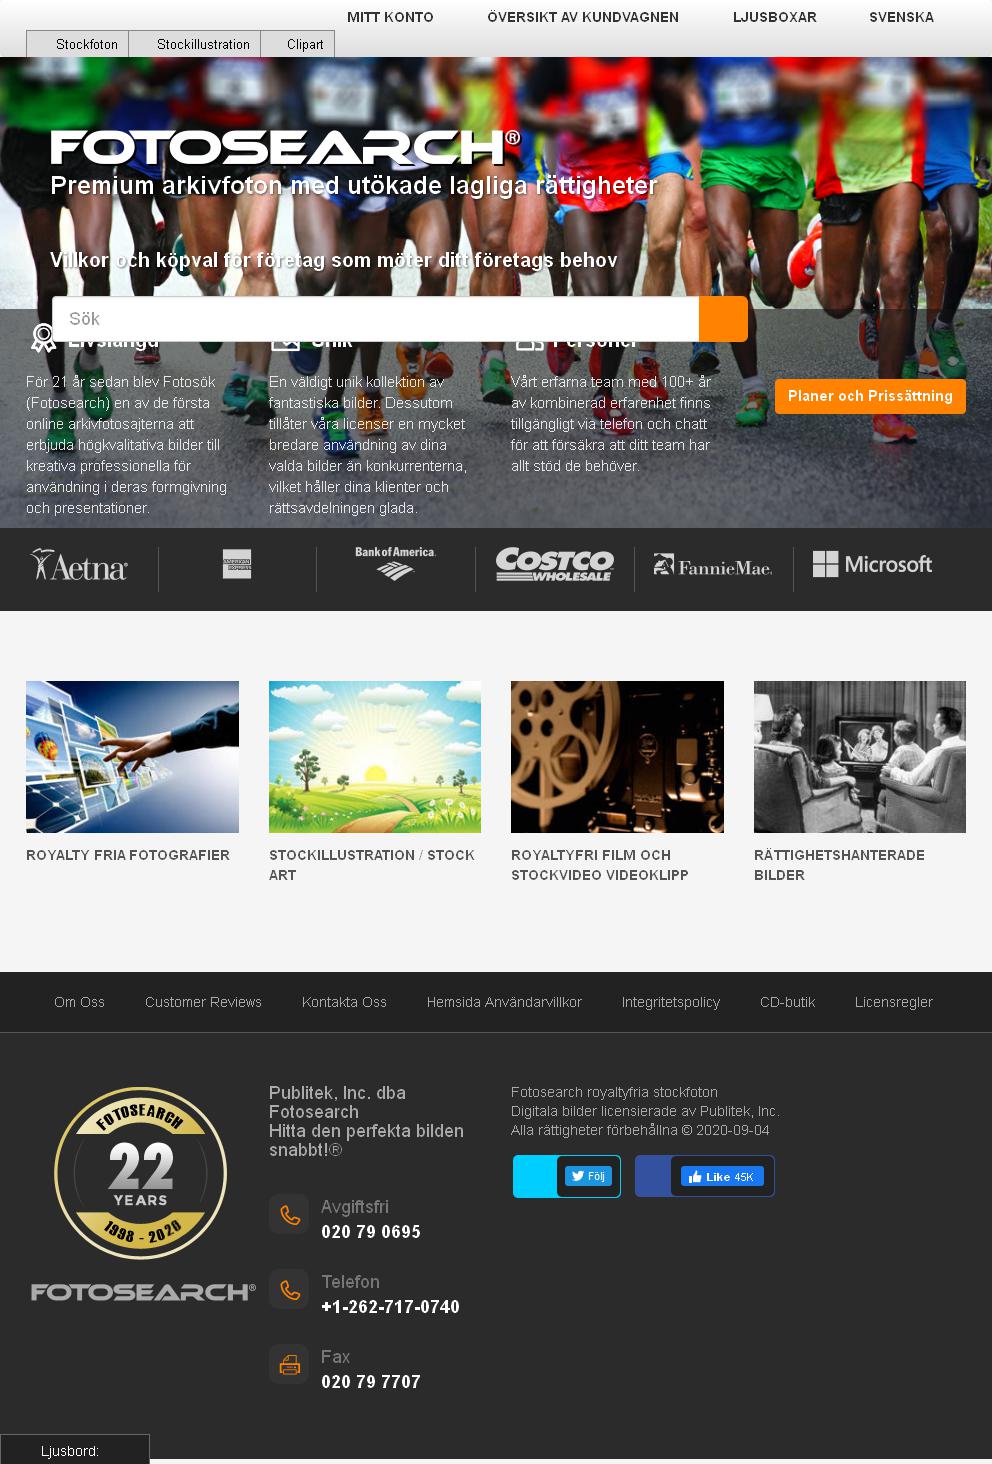 MITT KONTO
ÖVERSIKT AV KUNDVAGNEN
LJUSBOXAR
SVENSKA
Stockfoton
Stockillustration
Clipart
FOTOSEARCH®
Premium arkivfoton med utökade lagliga rättigheter
Villkor och köpval för företag som möter ditt företags behov
Sök
Livslängd
Unik
Personer
För 21 år sedan blev Fotosök
(Fotosearch) en av de första
online arkivfotosajterna att
erbjuda högkvalitativa bilder till
kreativa professionella för
användning i deras formgivning
och presentationer.
En väldigt unik kollektion av
fantastiska bilder. Dessutom
tillåter våra licenser en mycket
bredare användning av dina
valda bilder än konkurrenterna,
vilket håller dina klienter och
rättsavdelningen glada.
Vårt erfarna team med 100+ år
av kombinerad erfarenhet finns
tillgängligt via telefon och chatt
för att försäkra att ditt team har
allt stöd de behöver.
Planer och Prissättning
Aetna
Bank of America
COSTCO
WHOLESALE
FannieMae.
Microsoft
ROYALTY FRIA FOTOGRAFIER
STOCKILLUSTRATION / STOCK
ART
ROYALTYFRI FILM OCH
STOCKVIDEO VIDEOKLIPP
RÄTTIGHETSHANTERADE
BILDER
Om Oss
Customer Reviews
Kontakta Oss
Hemsida Användarvillkor
Integritetspolicy
CD-butik
Licensregler
FOTOSEARCH
22
YEARS
1998 - 2020
FOTOSEARCH®
Publitek, Inc. dba
Fotosearch
Hitta den perfekta bilden
snabbt!®
Avgiftsfri
020 79 0695
Telefon
+1-262-717-0740
Fax
020 79 7707
Fotosearch royaltyfria stockfoton
Digitala bilder licensierade av Publitek, Inc.
Alla rättigheter förbehållna © 2020-09-04
Följ
Like 45K
Ljusbord: